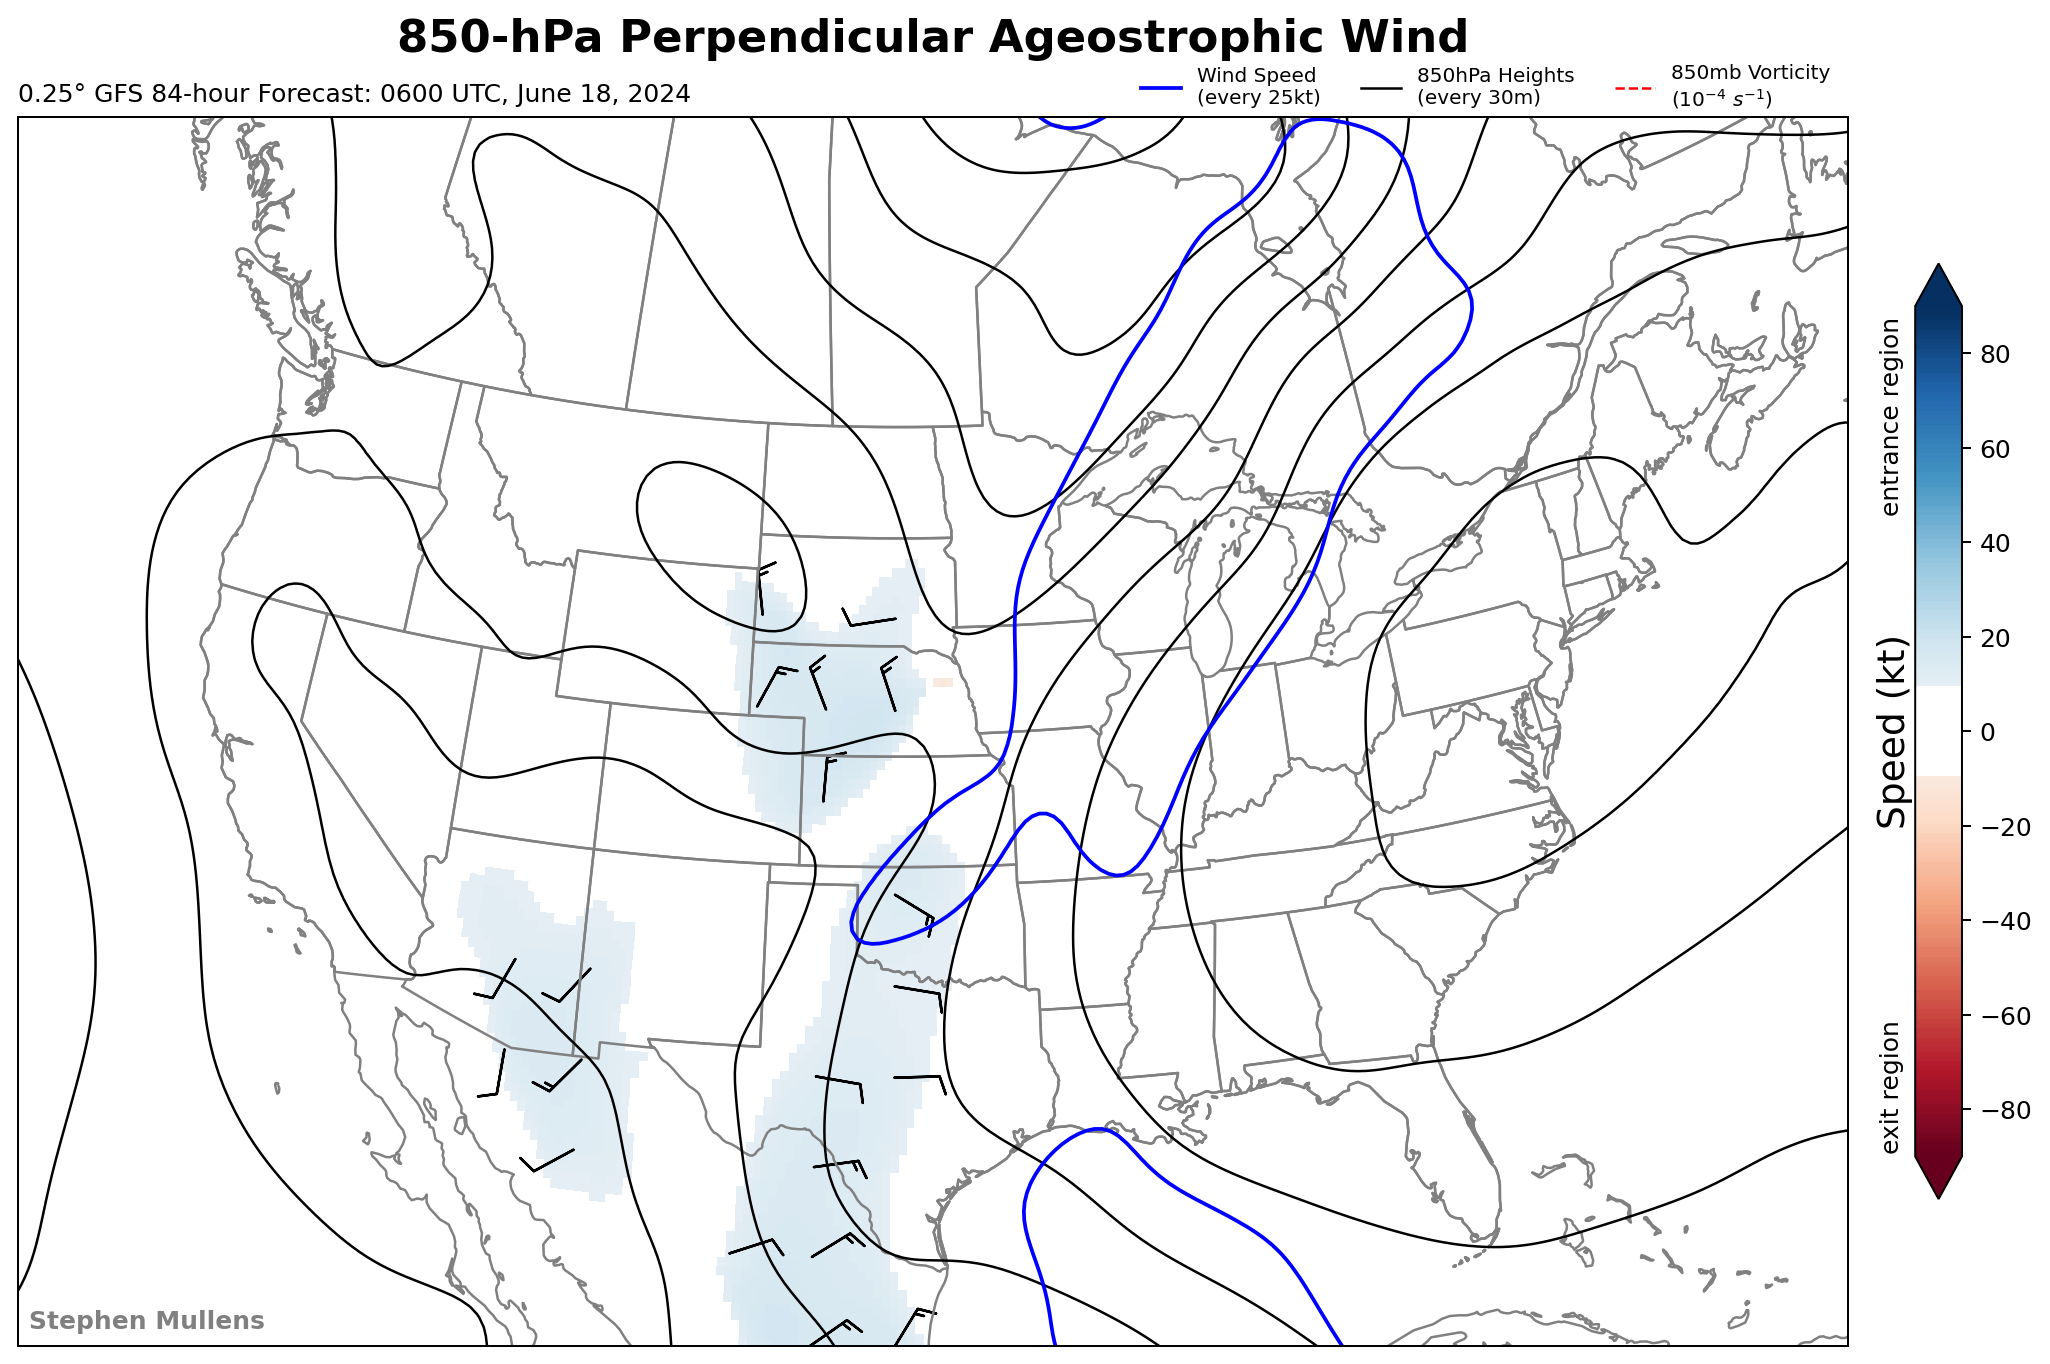 850-hPa Perpendicular Ageostrophic Wind
0.25° GFS 84-hour Forecast: 0600 UTC, June 18, 2024
Wind Speed
(every 25kt)
850hPa Heights
(every 30m)
850mb Vorticity
(10⁻⁴ s⁻¹)
entrance region
Speed (kt)
exit region
80
60
40
20
0
−20
−40
−60
−80
Stephen Mullens